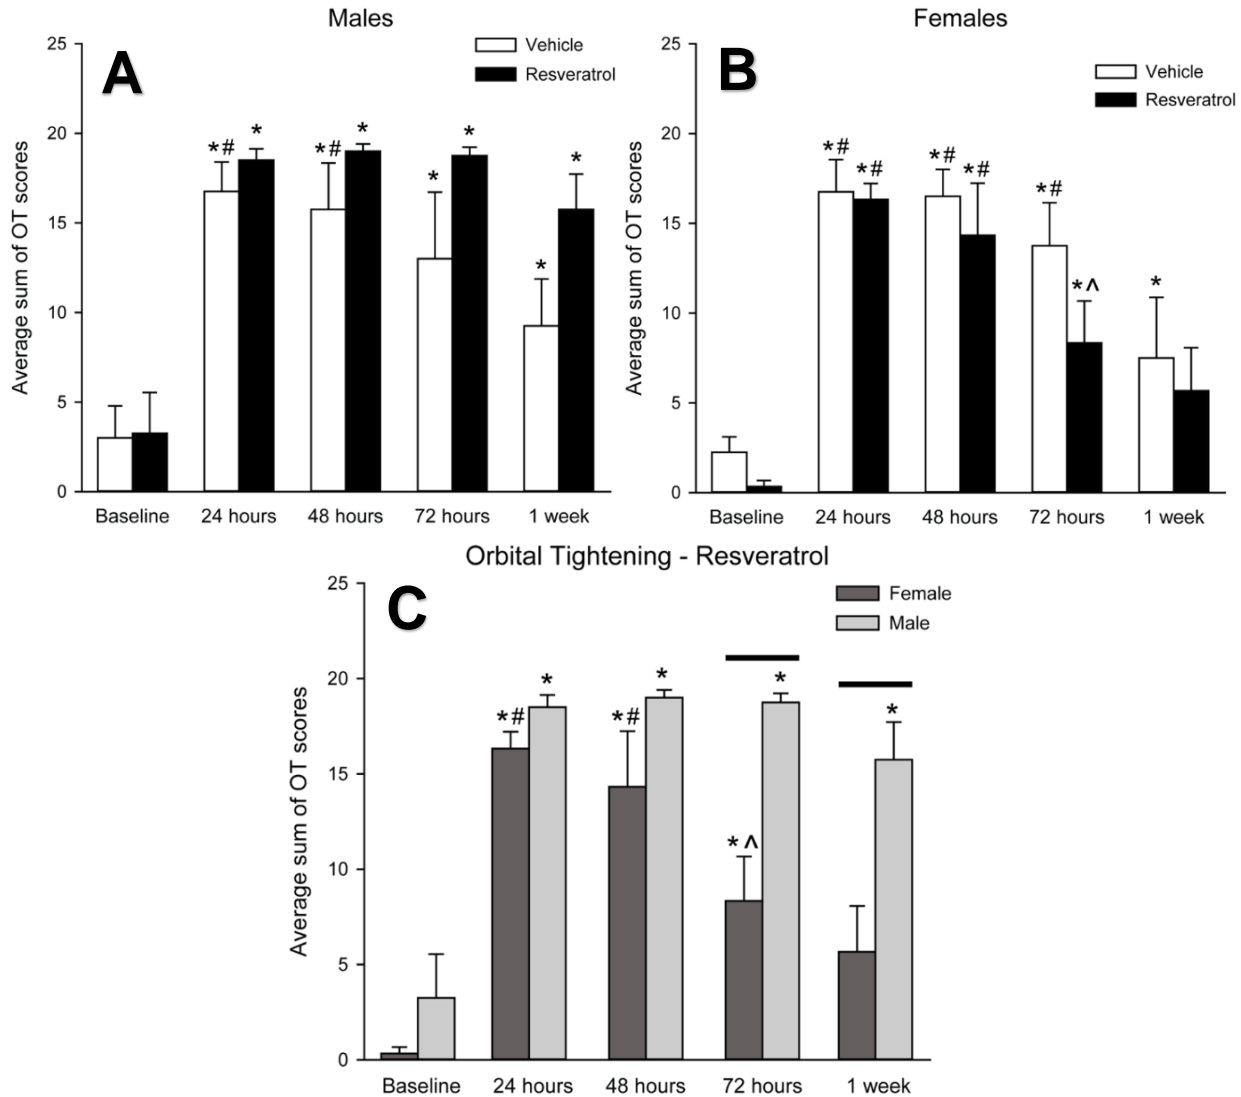 Males
A
Vehicle
Resveratrol
Average sum of OT scores
25
20
15
10
5
0
*# * *# * * * * *
Baseline 24 hours 48 hours 72 hours 1 week
Females
B
Vehicle
Resveratrol
Average sum of OT scores
25
20
15
10
5
0
*# *# *# *# *# *^ *
Baseline 24 hours 48 hours 72 hours 1 week
Orbital Tightening - Resveratrol
C
Female
Male
Average sum of OT scores
25
20
15
10
5
0
*# * *# * *^ * *
Baseline 24 hours 48 hours 72 hours 1 week